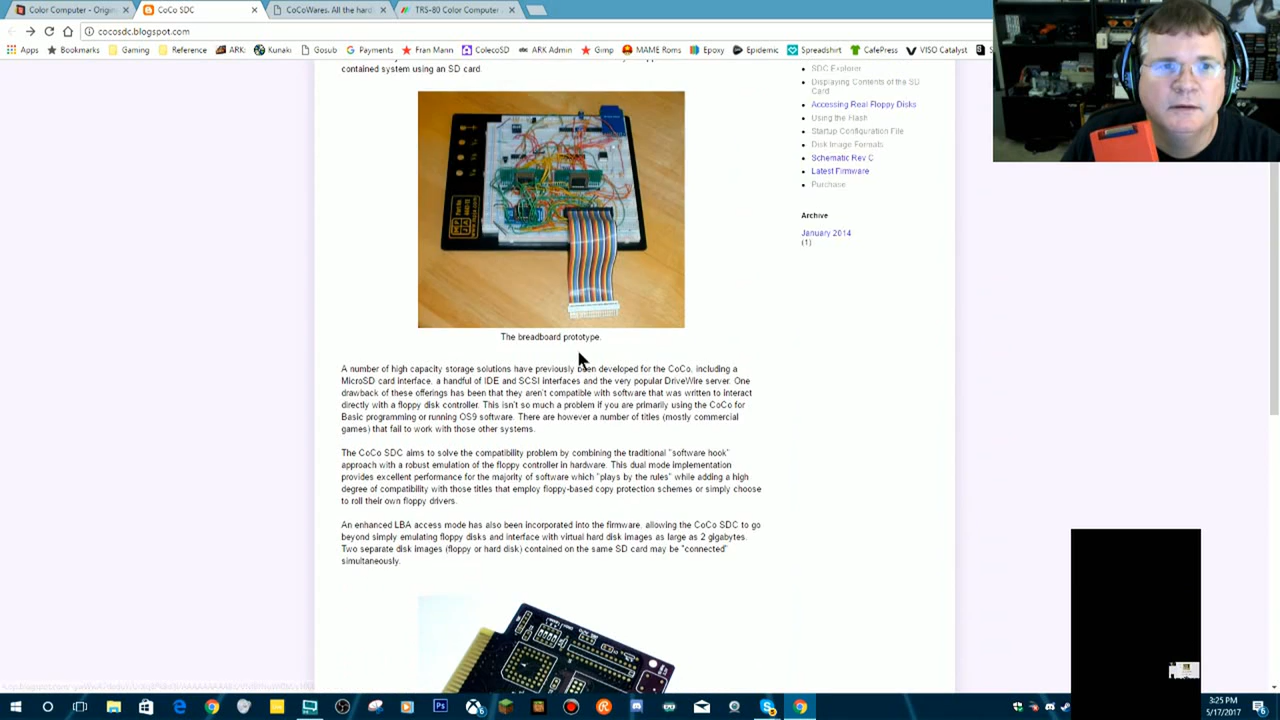 Color Computer - Origin
CoCo SDC
CoCoWares. All the hard
TRS-80 Color Computer
cocosdc.blogspot.com
Apps
Bookmarks
Gaming
Reference
ARK:
Kunaki
Gosub
Payments
Fran Mann
ColecoSD
ARK Admin
Gimp
MAME Roms
Epoxy
Epidemic
Spreadshirt
CafePress
VISO Catalyst
contained system using an SD card.
SDC Explorer
Displaying Contents of the SD
Card
Accessing Real Floppy Disks
Using the Flash
Startup Configuration File
Disk Image Formats
Schematic Rev C
Latest Firmware
Purchase
Archive
January 2014
(1)
The breadboard prototype.
A number of high capacity storage solutions have previously been developed for the CoCo, including a
MicroSD card interface, a handful of IDE and SCSI interfaces and the very popular DriveWire server. One
drawback of these offerings has been that they aren't compatible with software that was written to interact
directly with a floppy disk controller. This isn't so much a problem if you are primarily using the CoCo for
Basic programming or running OS9 software. There are however a number of titles (mostly commercial
games) that fail to work with those other systems.
The CoCo SDC aims to solve the compatibility problem by combining the traditional "software hook"
approach with a robust emulation of the floppy controller in hardware. This dual mode implementation
provides excellent performance for the majority of software which "plays by the rules" while adding a high
degree of compatibility with those titles that employ floppy-based copy protection schemes or simply choose
to roll their own floppy drivers.
An enhanced LBA access mode has also been incorporated into the firmware, allowing the CoCo SDC to go
beyond simply emulating floppy disks and interface with virtual hard disk images as large as 2 gigabytes.
Two separate disk images (floppy or hard disk) contained on the same SD card may be "connected"
simultaneously.
3:25 PM
5/17/2017